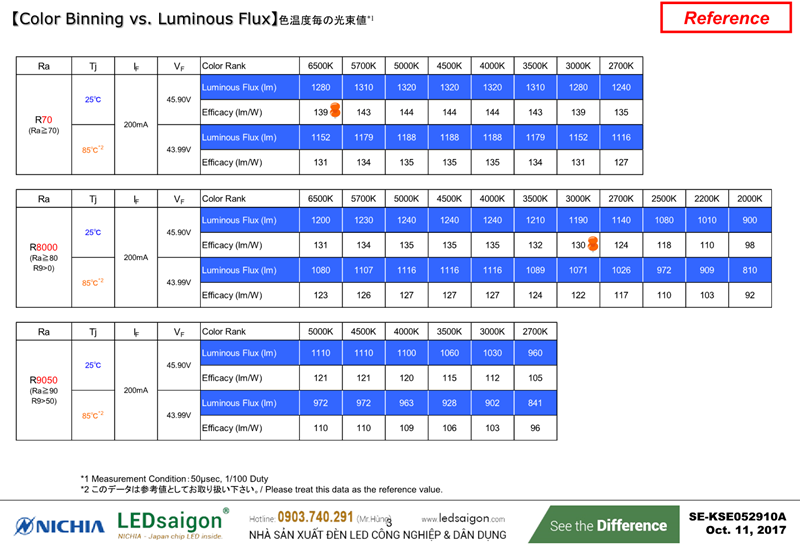 【Color Binning vs. Luminous Flux】色温度毎の光束値*1
Reference
Ra Tj IF VF Color Rank 6500K 5700K 5000K 4500K 4000K 3500K 3000K 2700K
R70 (Ra≧70) 200mA
25℃ 45.90V Luminous Flux (lm) 1280 1310 1320 1320 1320 1310 1280 1240
Efficacy (lm/W) 139 143 144 144 144 143 139 135
85℃*2 43.99V Luminous Flux (lm) 1152 1179 1188 1188 1188 1179 1152 1116
Efficacy (lm/W) 131 134 135 135 135 134 131 127
Ra Tj IF VF Color Rank 6500K 5700K 5000K 4500K 4000K 3500K 3000K 2700K 2500K 2200K 2000K
R8000 (Ra≧80 R9>0) 200mA
25℃ 45.90V Luminous Flux (lm) 1200 1230 1240 1240 1240 1210 1190 1140 1080 1010 900
Efficacy (lm/W) 131 134 135 135 135 132 130 124 118 110 98
85℃*2 43.99V Luminous Flux (lm) 1080 1107 1116 1116 1116 1089 1071 1026 972 909 810
Efficacy (lm/W) 123 126 127 127 127 124 122 117 110 103 92
Ra Tj IF VF Color Rank 5000K 4500K 4000K 3500K 3000K 2700K
R9050 (Ra≧90 R9>50) 200mA
25℃ 45.90V Luminous Flux (lm) 1110 1110 1100 1060 1030 960
Efficacy (lm/W) 121 121 120 115 112 105
85℃*2 43.99V Luminous Flux (lm) 972 972 963 928 902 841
Efficacy (lm/W) 110 110 109 106 103 96
*1 Measurement Condition：50μsec, 1/100 Duty
*2 このデータは参考値としてお取り扱い下さい。/ Please treat this data as the reference value.
NICHIA
LEDsaigon®
NICHIA - Japan chip LED inside.
Hotline: 0903.740.291 (Mr.Hùng) www.ledsaigon.com
8
NHÀ SẢN XUẤT ĐÈN LED CÔNG NGHIỆP & DÂN DỤNG
See the Difference
SE-KSE052910A
Oct. 11, 2017